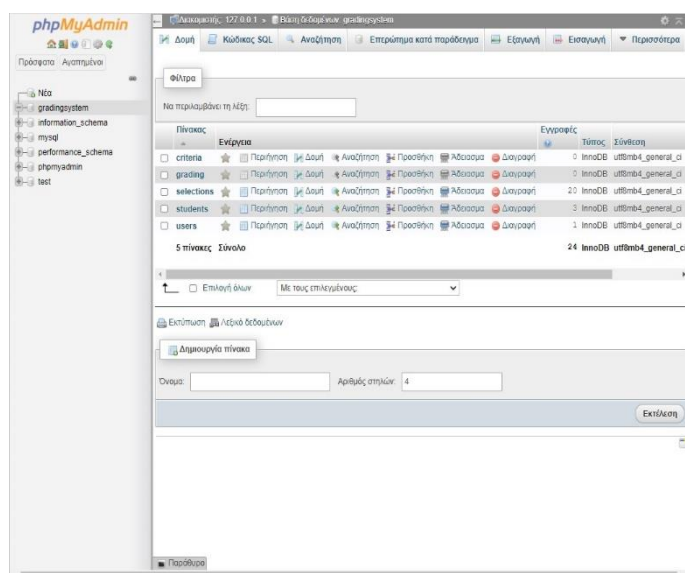 phpMyAdmin
Πρόσφατα Αγαπημένοι
Νέα
gradingsystem
information_schema
mysql
performance_schema
phpmyadmin
test
Διακομιστής: 127.0.0.1 » Βάση δεδομένων: gradingsystem
Δομή Κώδικας SQL Αναζήτηση Επερώτημα κατά παράδειγμα Εξαγωγή Εισαγωγή Περισσότερα
Φίλτρα
Να περιλαμβάνει τη λέξη:
Πίνακας Ενέργεια Εγγραφές Τύπος Σύνθεση
criteria Περιήγηση Δομή Αναζήτηση Προσθήκη Άδειασμα Διαγραφή 0 InnoDB utf8mb4_general_ci
grading Περιήγηση Δομή Αναζήτηση Προσθήκη Άδειασμα Διαγραφή 0 InnoDB utf8mb4_general_ci
selections Περιήγηση Δομή Αναζήτηση Προσθήκη Άδειασμα Διαγραφή 20 InnoDB utf8mb4_general_ci
students Περιήγηση Δομή Αναζήτηση Προσθήκη Άδειασμα Διαγραφή 3 InnoDB utf8mb4_general_ci
users Περιήγηση Δομή Αναζήτηση Προσθήκη Άδειασμα Διαγραφή 1 InnoDB utf8mb4_general_ci
5 πίνακες Σύνολο 24 InnoDB utf8mb4_general_ci
Επιλογή όλων Με τους επιλεγμένους:
Εκτύπωση Λεξικό δεδομένων
Δημιουργία πίνακα
Όνομα: Αριθμός στηλών: 4
Εκτέλεση
Παράθυρο